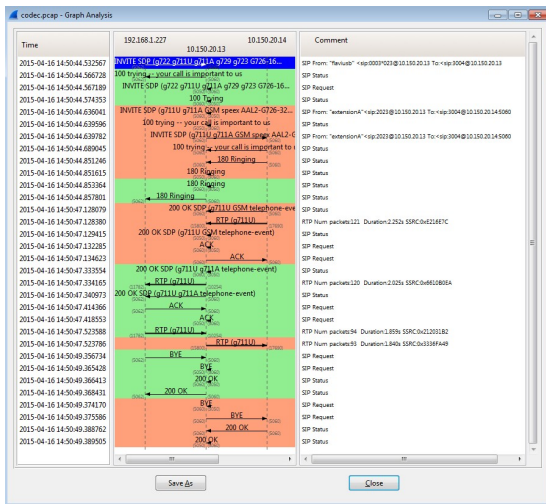 codec.pcap - Graph Analysis
Time
192.168.1.227
10.150.20.14
10.150.20.13
Comment
2015-04-16 14:50:44.532567 INVITE SDP (g722 g711U g711A g729 g723 G726-16... SIP From: "flaviusb" <sip:0003*023@10.150.20.13 To:<sip:3004@10.150.20.13
2015-04-16 14:50:44.566728 100 trying -- your call is important to us SIP Status
2015-04-16 14:50:44.567189 INVITE SDP (g722 g711U g711A g729 g723 G726-16... SIP Request
2015-04-16 14:50:44.574353 100 Trying SIP Status
2015-04-16 14:50:44.636041 INVITE SDP (g711U g711A GSM speex AAL2-G726-32... SIP From: "extensionA" <sip:2023@10.150.20.13 To:<sip:3004@10.150.20.14:5060
2015-04-16 14:50:44.639596 100 trying -- your call is important to us SIP Status
2015-04-16 14:50:44.639782 INVITE SDP (g711U g711A GSM speex AAL2-G SIP From: "extensionA" <sip:2023@10.150.20.13 To:<sip:3004@10.150.20.14:5060
2015-04-16 14:50:44.689045 100 trying -- your call is important to SIP Status
2015-04-16 14:50:44.851246 180 Ringing SIP Status
2015-04-16 14:50:44.851615 180 Ringing SIP Status
2015-04-16 14:50:44.853364 180 Ringing SIP Status
2015-04-16 14:50:44.857801 180 Ringing SIP Status
2015-04-16 14:50:47.128079 200 OK SDP (g711U GSM telephone-eve SIP Status
2015-04-16 14:50:47.128380 RTP (g711U) RTP Num packets:121 Duration:2.252s SSRC:0xE216E7C
2015-04-16 14:50:47.129415 200 OK SDP (g711U GSM telephone-event) SIP Status
2015-04-16 14:50:47.132285 ACK SIP Request
2015-04-16 14:50:47.134623 ACK SIP Request
2015-04-16 14:50:47.333554 200 OK SDP (g711U g711A telephone-event) SIP Status
2015-04-16 14:50:47.334165 RTP (g711U) RTP Num packets:120 Duration:2.025s SSRC:0x6610B0EA
2015-04-16 14:50:47.340973 200 OK SDP (g711U g711A telephone-event) SIP Status
2015-04-16 14:50:47.414366 ACK SIP Request
2015-04-16 14:50:47.418553 ACK SIP Request
2015-04-16 14:50:47.523588 RTP (g711U) RTP Num packets:94 Duration:1.859s SSRC:0x212031B2
2015-04-16 14:50:47.523786 RTP (g711U) RTP Num packets:93 Duration:1.840s SSRC:0x3336FA49
2015-04-16 14:50:49.356734 BYE SIP Request
2015-04-16 14:50:49.365428 BYE SIP Request
2015-04-16 14:50:49.366413 200 OK SIP Status
2015-04-16 14:50:49.368431 200 OK SIP Status
2015-04-16 14:50:49.374170 BYE SIP Request
2015-04-16 14:50:49.375586 BYE SIP Request
2015-04-16 14:50:49.388762 200 OK SIP Status
2015-04-16 14:50:49.389505 200 OK SIP Status
Save As
Close